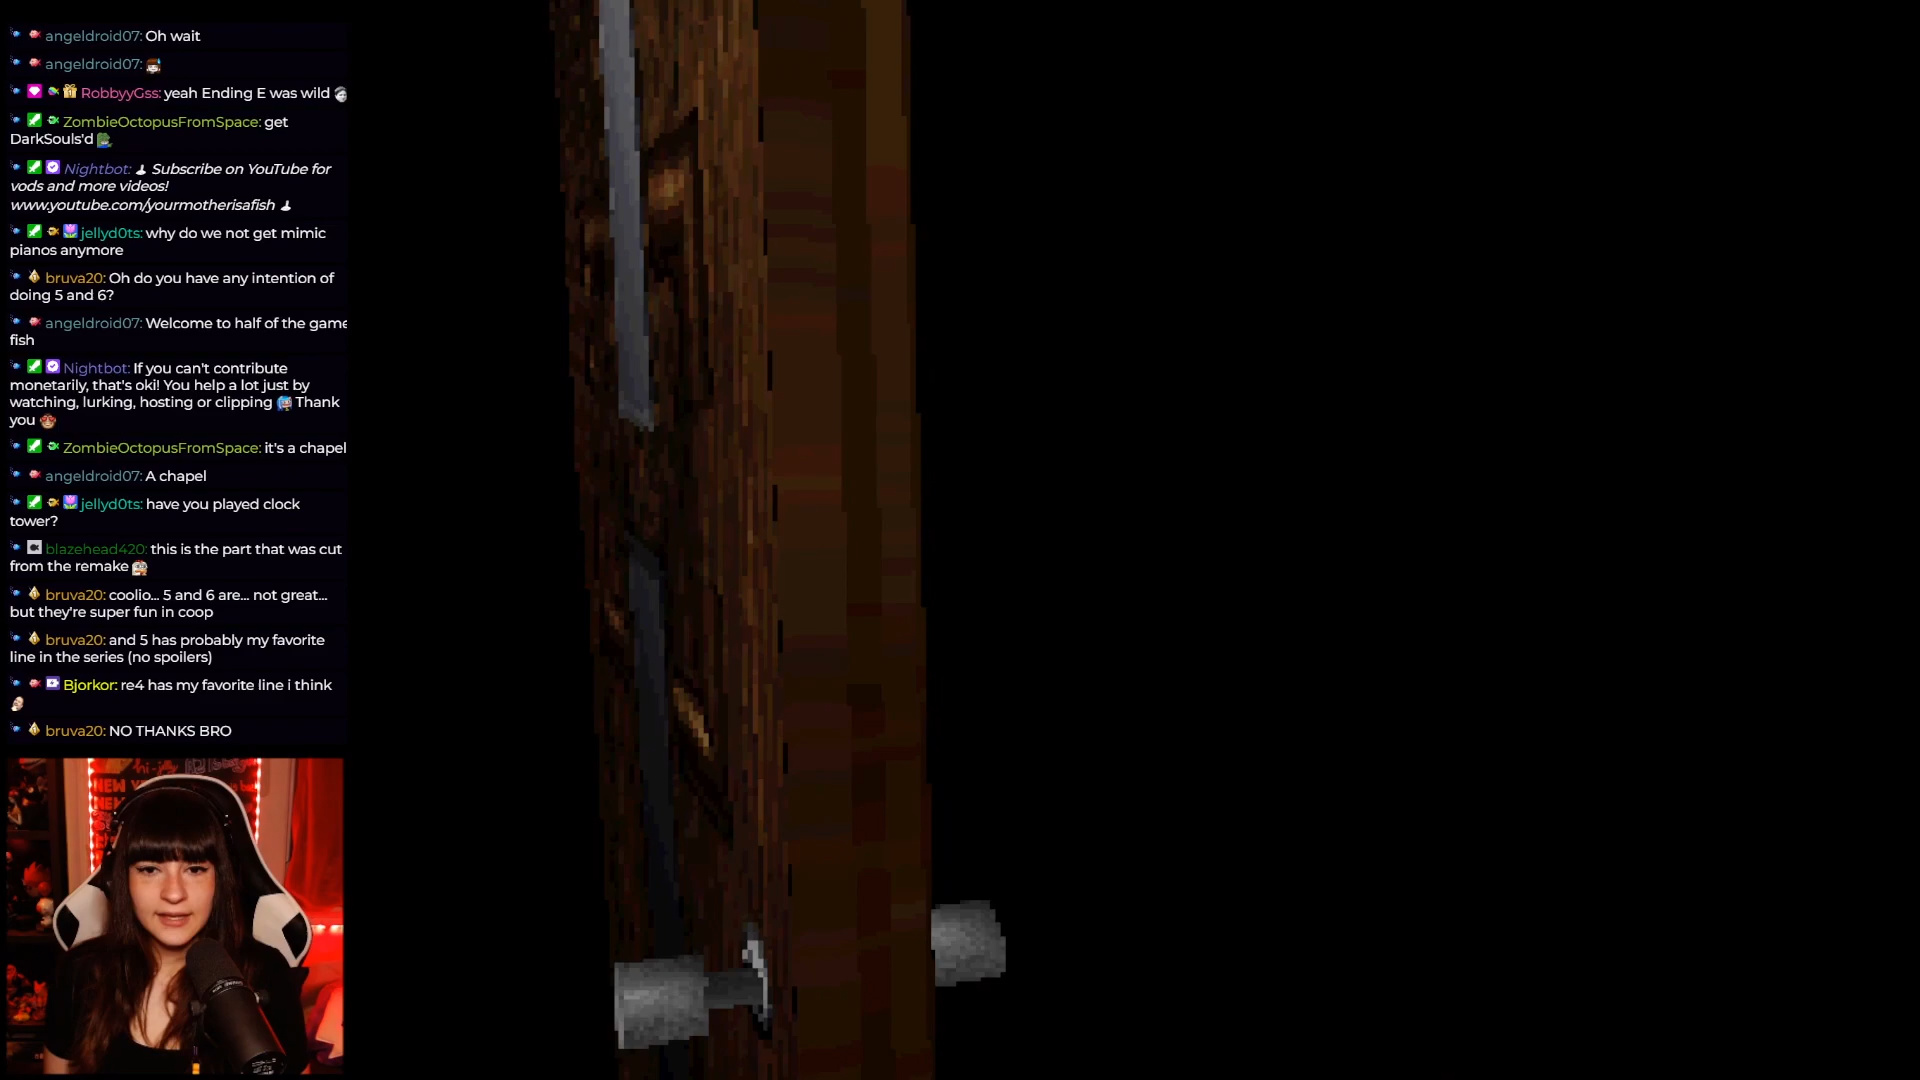 angeldroid07: Oh wait
angeldroid07:
RobbyyGss: yeah Ending E was wild
ZombieOctopusFromSpace: get
DarkSouls'd
Nightbot: Subscribe on YouTube for
vods and more videos!
www.youtube.com/yourmotherisafish
jellyd0ts: why do we not get mimic
pianos anymore
bruva20: Oh do you have any intention of
doing 5 and 6?
angeldroid07: Welcome to half of the game
fish
Nightbot: If you can't contribute
monetarily, that's oki! You help a lot just by
watching, lurking, hosting or clipping Thank
you
ZombieOctopusFromSpace: it's a chapel
angeldroid07: A chapel
jellyd0ts: have you played clock
tower?
blazehead420: this is the part that was cut
from the remake
bruva20: coolio... 5 and 6 are... not great...
but they're super fun in coop
bruva20: and 5 has probably my favorite
line in the series (no spoilers)
Bjorkor: re4 has my favorite line i think
bruva20: NO THANKS BRO